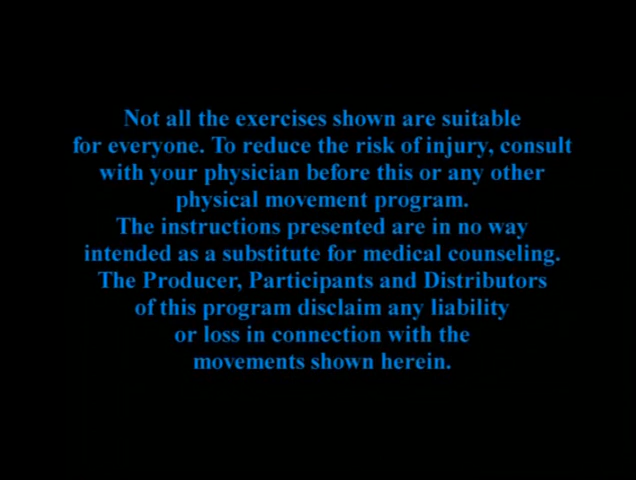 Not all the exercises shown are suitable
for everyone. To reduce the risk of injury, consult
with your physician before this or any other
physical movement program.
The instructions presented are in no way
intended as a substitute for medical counseling.
The Producer, Participants and Distributors
of this program disclaim any liability
or loss in connection with the
movements shown herein.